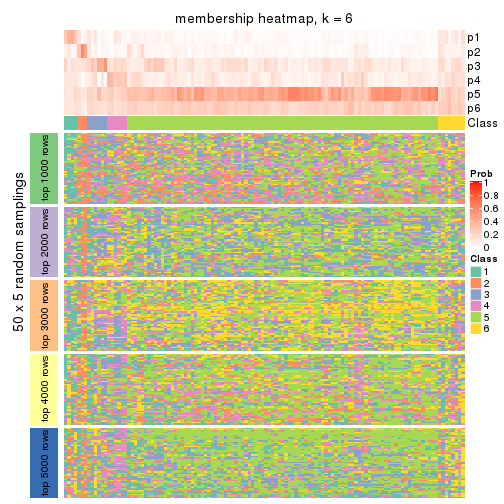 membership heatmap, k = 6
p1
p2
p3
p4
p5
p6
Class
50 x 5 random samplings
top 1000 rows
top 2000 rows
top 3000 rows
top 4000 rows
top 5000 rows
Prob
1
0.8
0.6
0.4
0.2
0
Class
1
2
3
4
5
6